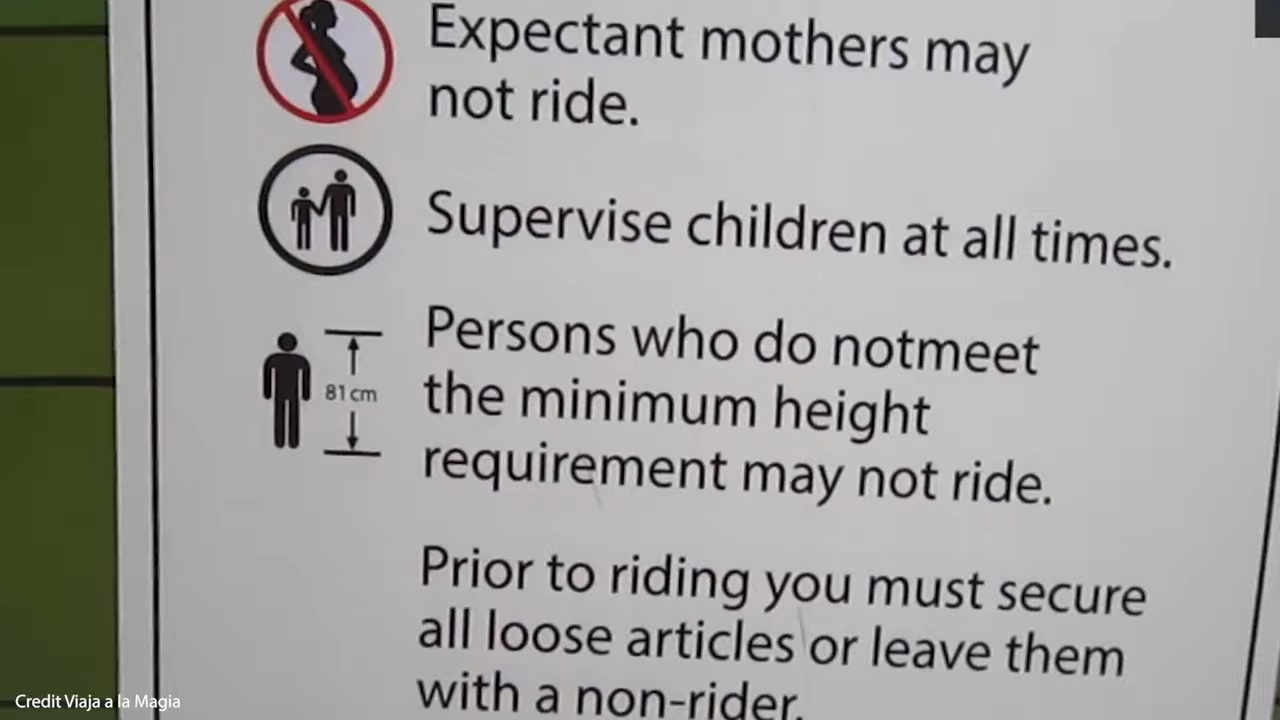 Expectant mothers may
not ride.
Supervise children at all times.
Persons who do notmeet
81 cm
the minimum height
requirement may not ride.
Prior to riding you must secure
all loose articles or leave them
with a non-rider.
Credit Viaja a la Magia